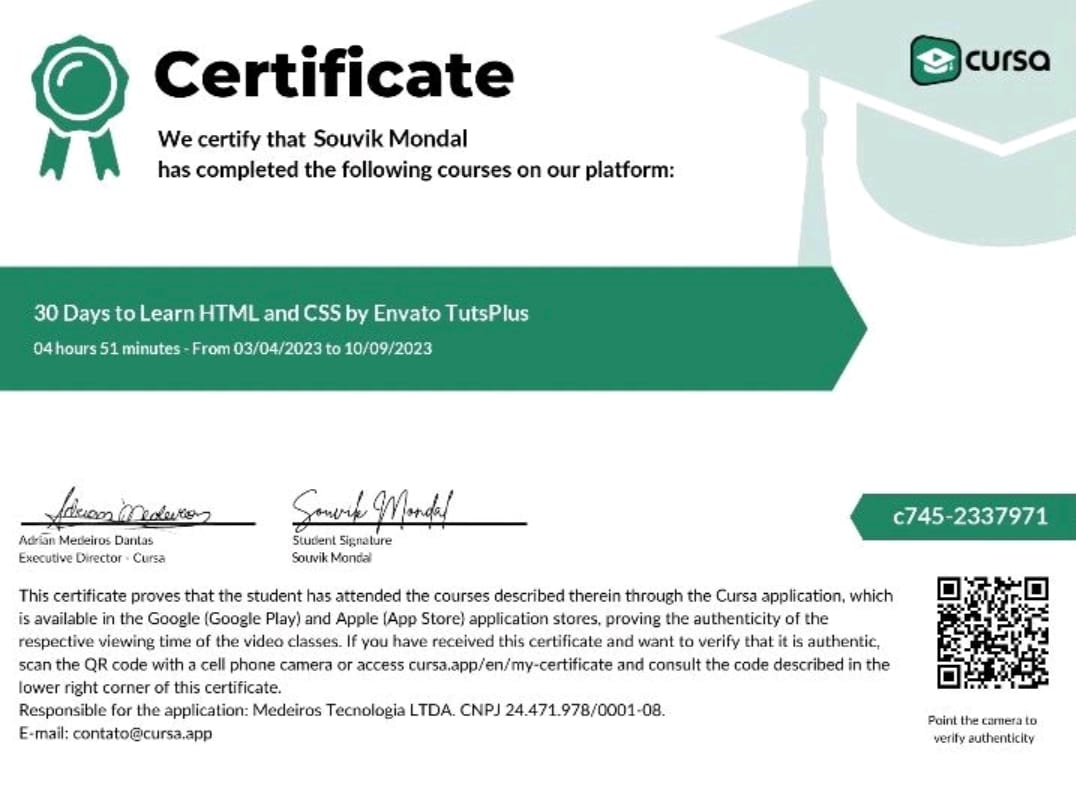 Certificate
cursa
We certify that Souvik Mondal
has completed the following courses on our platform:
30 Days to Learn HTML and CSS by Envato TutsPlus
04 hours 51 minutes - From 03/04/2023 to 10/09/2023
Adrian Medeiros
Souvik Mondal
Adrian Medeiros Dantas
Executive Director - Cursa
Student Signature
Souvik Mondal
c745-2337971
This certificate proves that the student has attended the courses described therein through the Cursa application, which
is available in the Google (Google Play) and Apple (App Store) application stores, proving the authenticity of the
respective viewing time of the video classes. If you have received this certificate and want to verify that it is authentic,
scan the QR code with a cell phone camera or access cursa.app/en/my-certificate and consult the code described in the
lower right corner of this certificate.
Responsible for the application: Medeiros Tecnologia LTDA. CNPJ 24.471.978/0001-08.
E-mail: contato@cursa.app
Point the camera to
verify authenticity